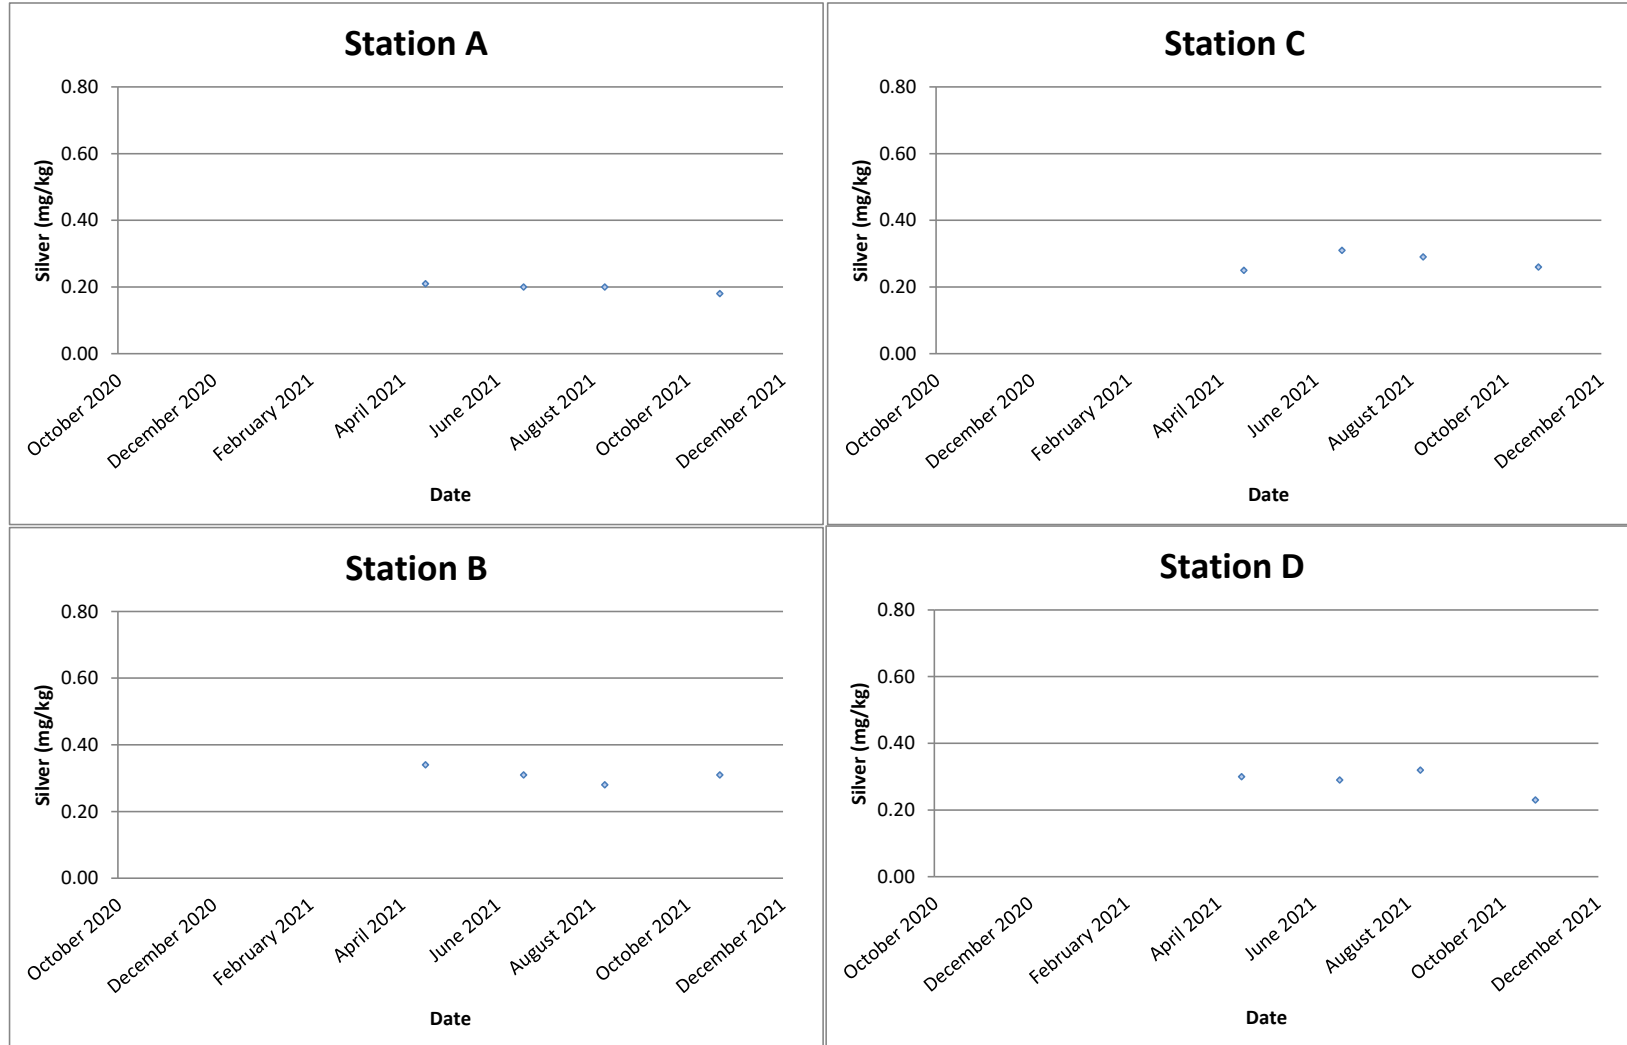 Station A
0.80
0.60
0.40
0.20
0.00
Silver (mg/kg)
October 2020
December 2020
February 2021
April 2021
June 2021
August 2021
October 2021
December 2021
Date
Station C
0.80
0.60
0.40
0.20
0.00
Silver (mg/kg)
October 2020
December 2020
February 2021
April 2021
June 2021
August 2021
October 2021
December 2021
Date
Station B
0.80
0.60
0.40
0.20
0.00
Silver (mg/kg)
October 2020
December 2020
February 2021
April 2021
June 2021
August 2021
October 2021
December 2021
Date
Station D
0.80
0.60
0.40
0.20
0.00
Silver (mg/kg)
October 2020
December 2020
February 2021
April 2021
June 2021
August 2021
October 2021
December 2021
Date